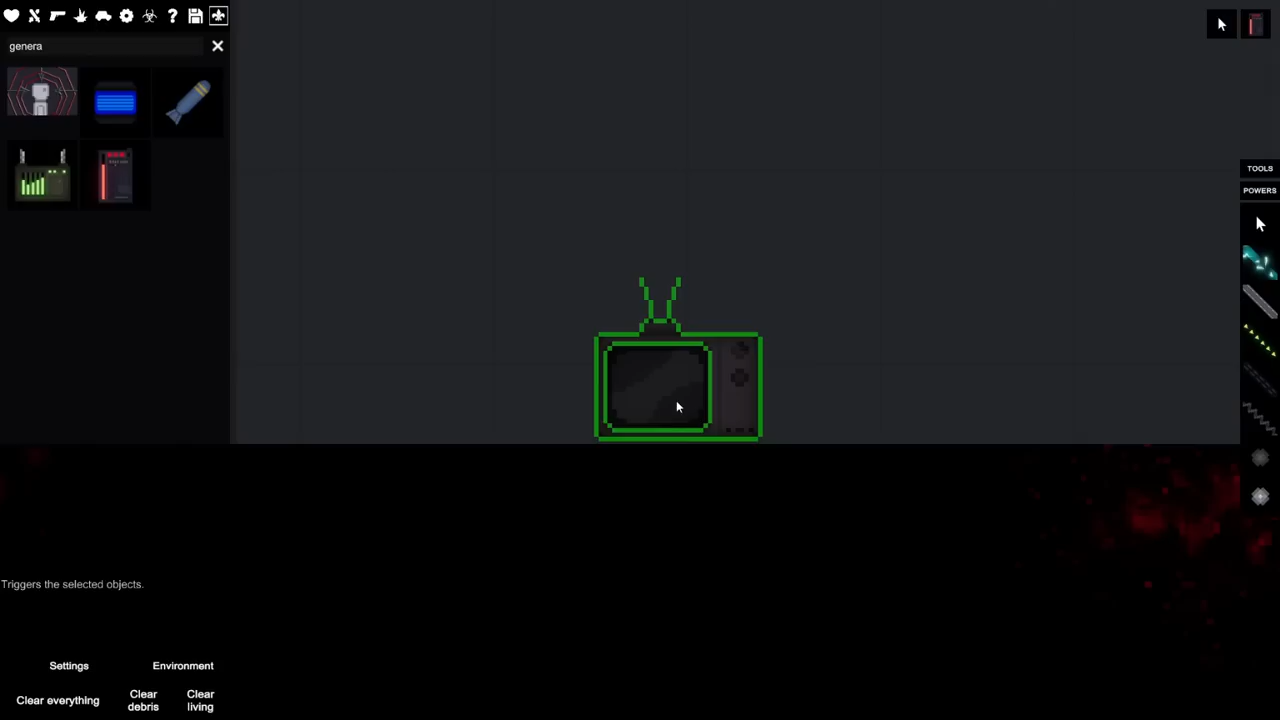 genera
TOOLS
POWERS
Triggers the selected objects.
Settings
Environment
Clear everything
Clear
debris
Clear
living